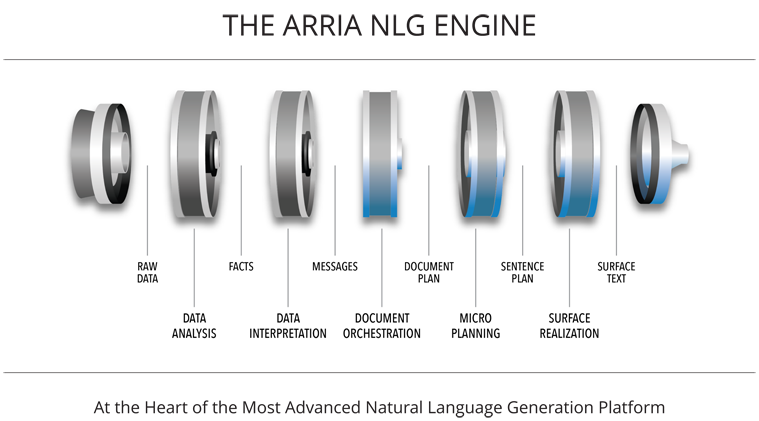 THE ARRIA NLG ENGINE
RAW
DATA
FACTS
MESSAGES
DOCUMENT
PLAN
SENTENCE
PLAN
SURFACE
TEXT
DATA
ANALYSIS
DATA
INTERPRETATION
DOCUMENT
ORCHESTRATION
MICRO
PLANNING
SURFACE
REALIZATION
At the Heart of the Most Advanced Natural Language Generation Platform